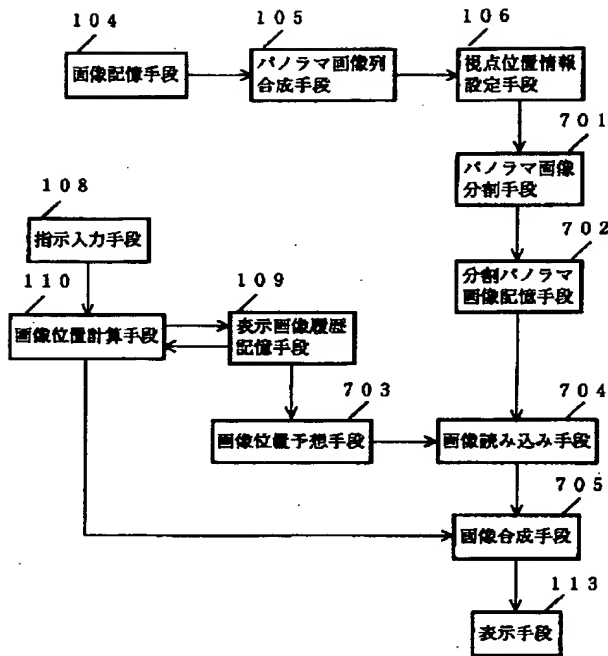 104
画像記憶手段
105
パノラマ画像列
合成手段
106
視点位置情報
設定手段
701
パノラマ画像
分割手段
108
指示入力手段
702
分割パノラマ
画像記憶手段
110
画像位置計算手段
109
表示画像履歴
記憶手段
703
画像位置予想手段
704
画像読み込み手段
705
画像合成手段
113
表示手段